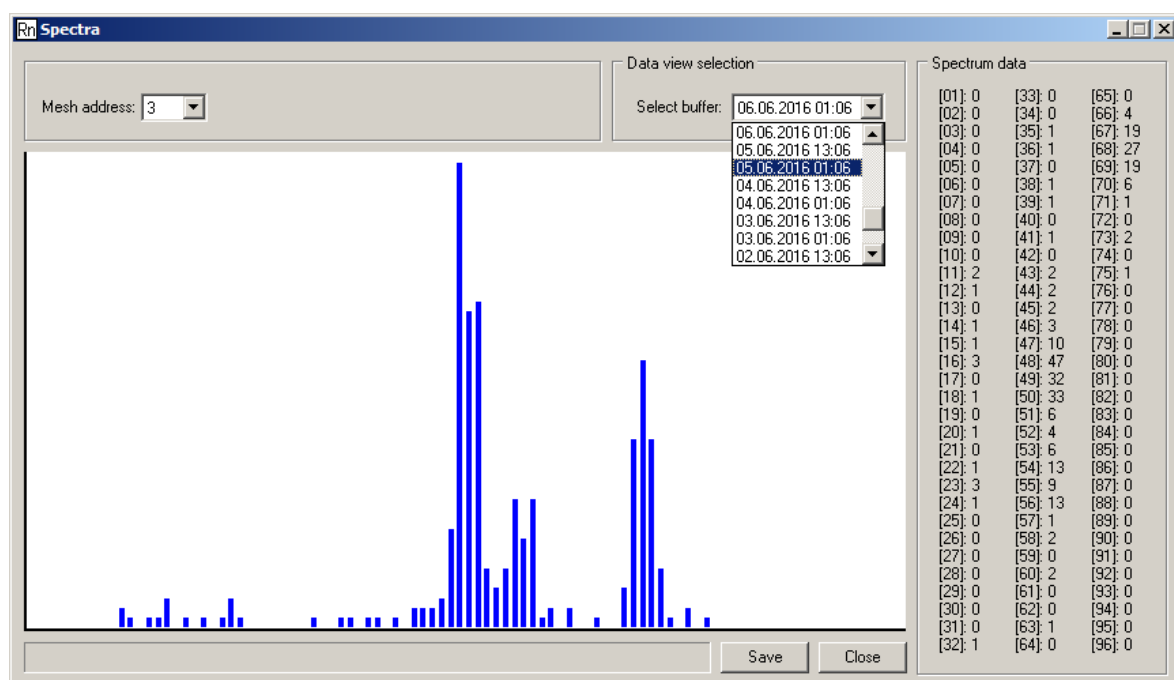 Rn Spectra
Mesh address: 3
Data view selection
Select buffer: 06.06.2016 01:06
06.06.2016 01:06
05.06.2016 13:06
05.06.2016 01:06
04.06.2016 13:06
04.06.2016 01:06
03.06.2016 13:06
03.06.2016 01:06
02.06.2016 13:06
Spectrum data
[01]: 0 [33]: 0 [65]: 0
[02]: 0 [34]: 0 [66]: 4
[03]: 0 [35]: 1 [67]: 19
[04]: 0 [36]: 1 [68]: 27
[05]: 0 [37]: 0 [69]: 19
[06]: 0 [38]: 1 [70]: 6
[07]: 0 [39]: 1 [71]: 1
[08]: 0 [40]: 0 [72]: 0
[09]: 0 [41]: 1 [73]: 2
[10]: 0 [42]: 0 [74]: 0
[11]: 2 [43]: 2 [75]: 1
[12]: 1 [44]: 2 [76]: 0
[13]: 0 [45]: 2 [77]: 0
[14]: 1 [46]: 3 [78]: 0
[15]: 1 [47]: 10 [79]: 0
[16]: 3 [48]: 47 [80]: 0
[17]: 0 [49]: 32 [81]: 0
[18]: 1 [50]: 33 [82]: 0
[19]: 0 [51]: 6 [83]: 0
[20]: 1 [52]: 4 [84]: 0
[21]: 0 [53]: 6 [85]: 0
[22]: 1 [54]: 13 [86]: 0
[23]: 3 [55]: 9 [87]: 0
[24]: 1 [56]: 13 [88]: 0
[25]: 0 [57]: 1 [89]: 0
[26]: 0 [58]: 2 [90]: 0
[27]: 0 [59]: 0 [91]: 0
[28]: 0 [60]: 2 [92]: 0
[29]: 0 [61]: 0 [93]: 0
[30]: 0 [62]: 0 [94]: 0
[31]: 0 [63]: 1 [95]: 0
[32]: 1 [64]: 0 [96]: 0
Save
Close